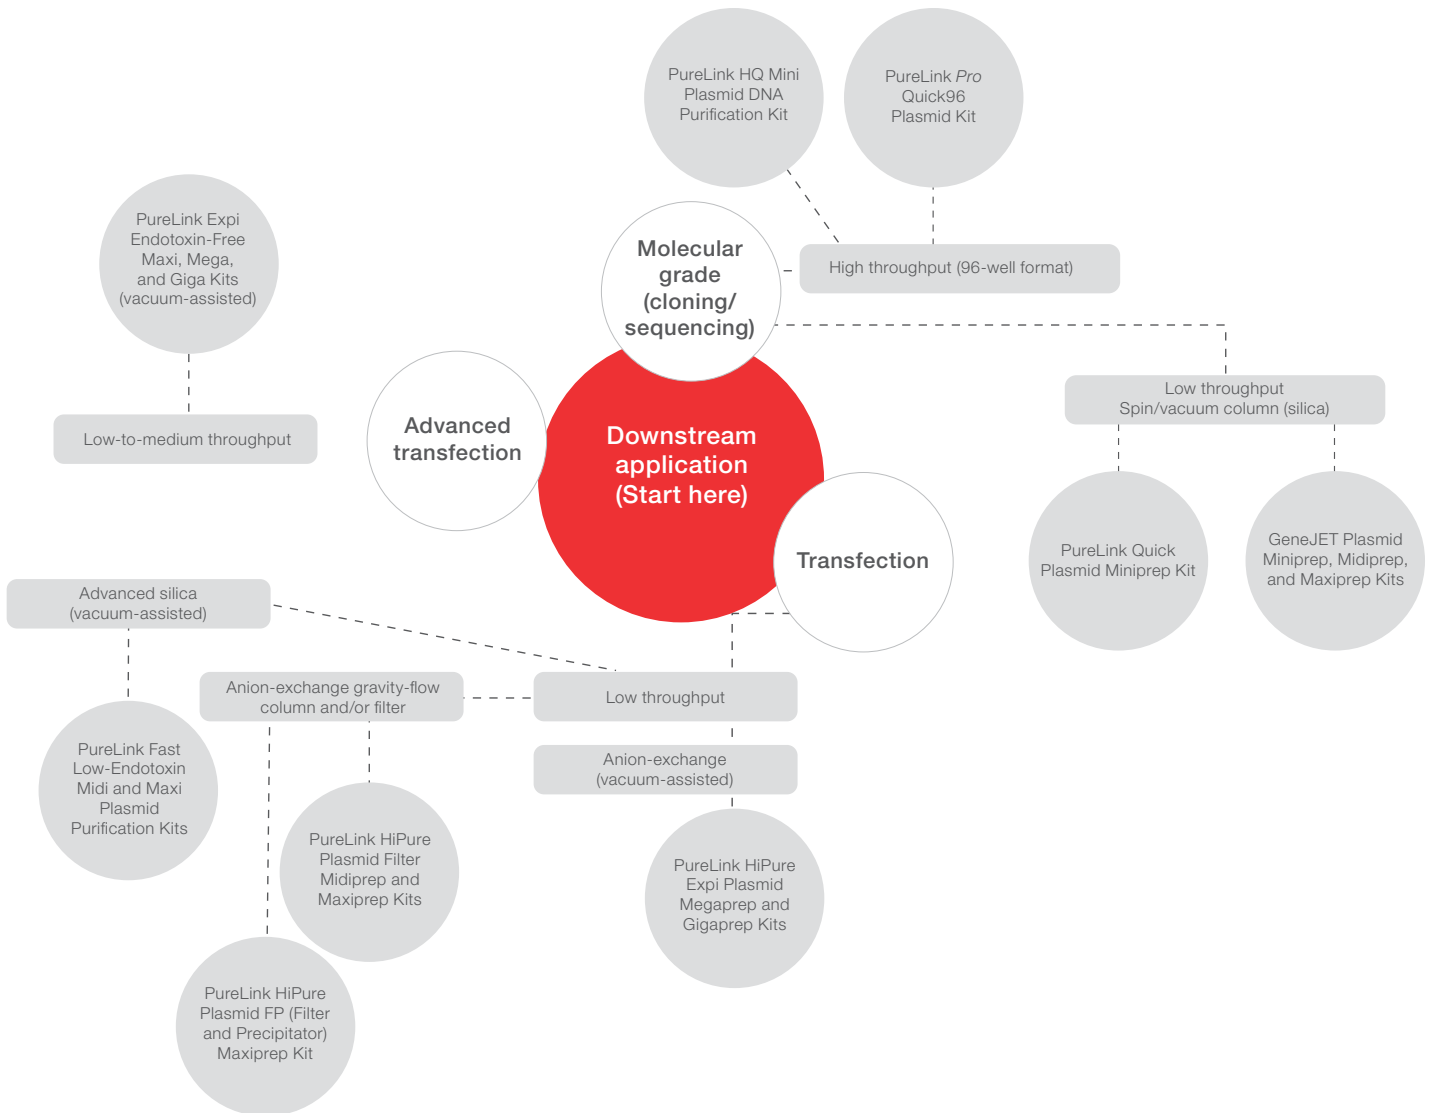 PureLink HQ Mini
Plasmid DNA
Purification Kit
PureLink Pro
Quick96
Plasmid Kit
PureLink Expi
Endotoxin-Free
Maxi, Mega,
and Giga Kits
(vacuum-assisted)
Molecular
grade
(cloning/
sequencing)
High throughput (96-well format)
Low throughput
Spin/vacuum column (silica)
Low-to-medium throughput
Advanced
transfection
Downstream
application
(Start here)
Transfection
PureLink Quick
Plasmid Miniprep Kit
GeneJET Plasmid
Miniprep, Midiprep,
and Maxiprep Kits
Advanced silica
(vacuum-assisted)
Anion-exchange gravity-flow
column and/or filter
Low throughput
Anion-exchange
(vacuum-assisted)
PureLink Fast
Low-Endotoxin
Midi and Maxi
Plasmid
Purification Kits
PureLink HiPure
Plasmid Filter
Midiprep and
Maxiprep Kits
PureLink HiPure
Expi Plasmid
Megaprep and
Gigaprep Kits
PureLink HiPure
Plasmid FP (Filter
and Precipitator)
Maxiprep Kit